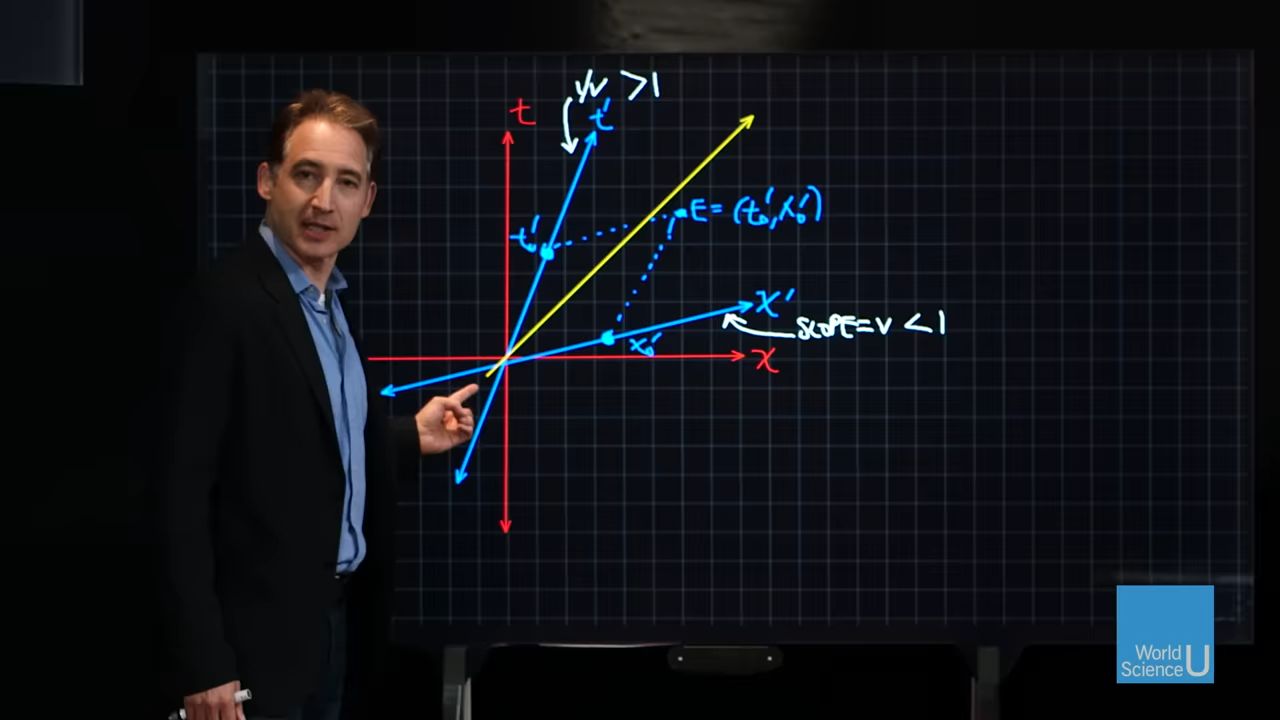 1/v >1
t
t'
t₀'
E = (t₀', x₀')
x'
SLOPE = v < 1
x₀'
x
World
Science U